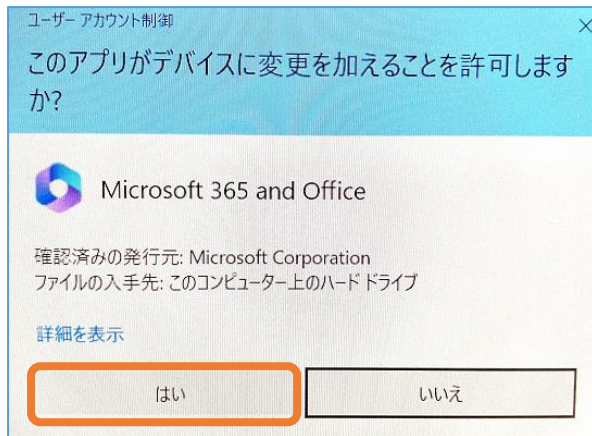 ユーザー アカウント制御
このアプリがデバイスに変更を加えることを許可します
か?
Microsoft 365 and Office
確認済みの発行元: Microsoft Corporation
ファイルの入手先: このコンピューター上のハード ドライブ
詳細を表示
はい
いいえ